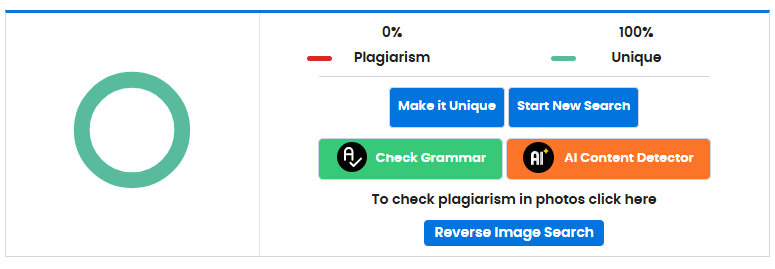 0% 100%
Plagiarism Unique
Make it Unique Start New Search
A Check Grammar AI AI Content Detector
To check plagiarism in photos click here
Reverse Image Search